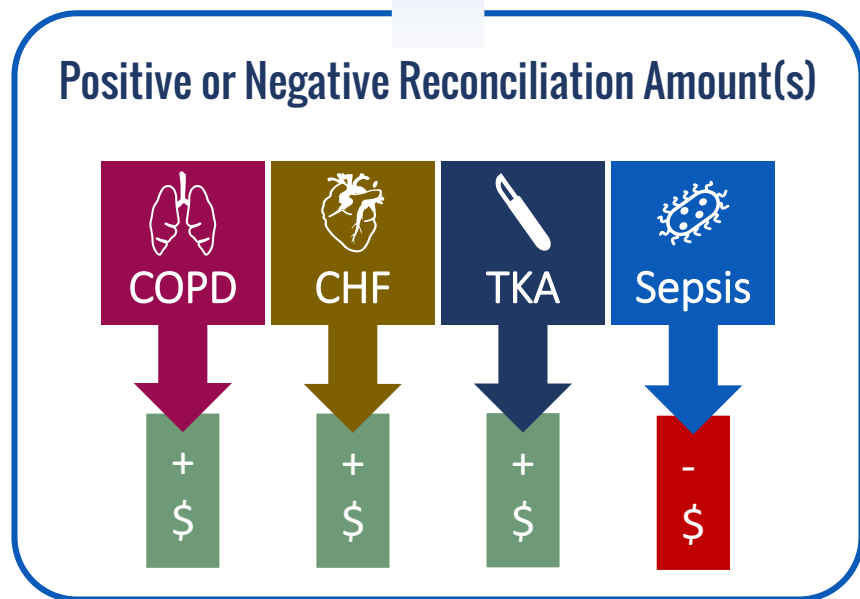 Positive or Negative Reconciliation Amount(s)
COPD CHF TKA Sepsis
+ + + -
$ $ $ $